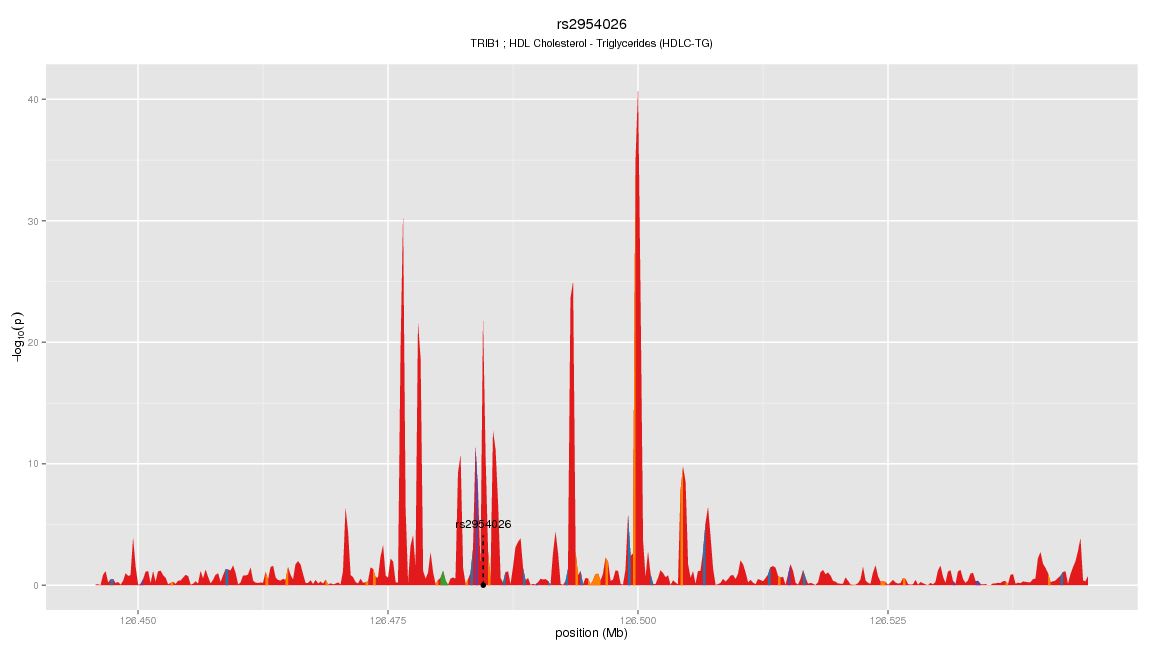 rs2954026
TRIB1 ; HDL Cholesterol - Triglycerides (HDLC-TG)
40
30
20
10
0
−log10(p)
rs2954026
126.450 126.475 126.500 126.525
position (Mb)